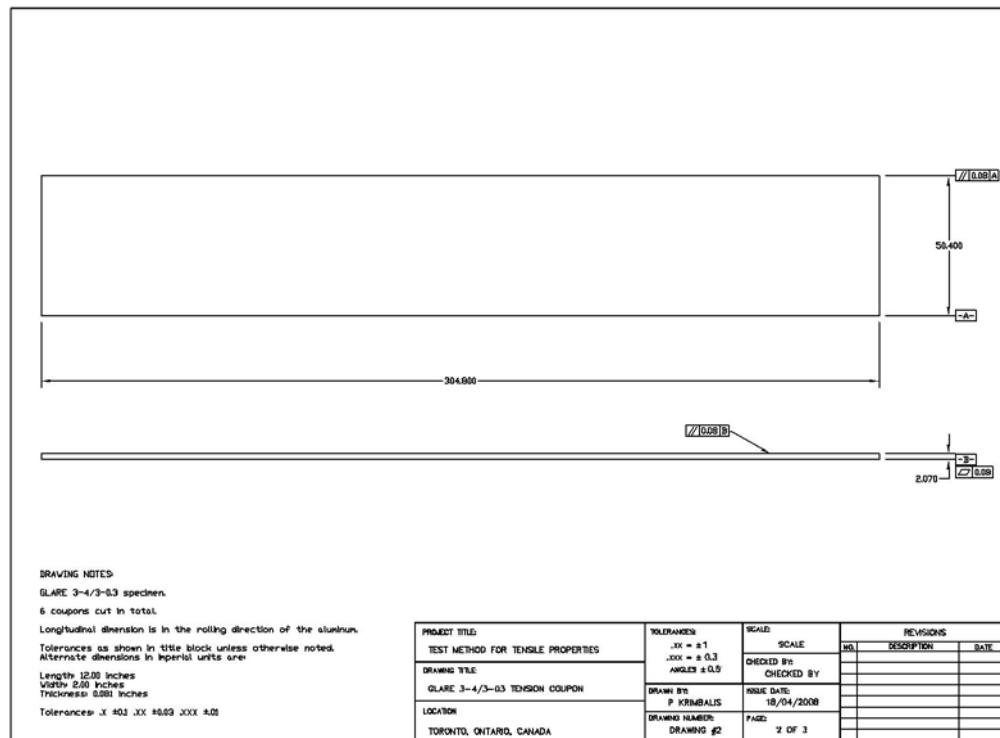 // 0.08 A
50.400
-A-
304.800
// 0.08 B
-B-
2.070
0.08
DRAWING NOTES:
GLARE 3-4/3-0.3 specimen.
6 coupons cut in total.
Longitudinal dimension is in the rolling direction of the aluminum.
Tolerances as shown in title block unless otherwise noted.
Alternate dimensions in imperial units are:
Length: 12.00 inches
Width: 2.00 inches
Thickness: 0.081 inches
Tolerances: .X ±0.1 .XX ±0.03 .XXX ±.01
PROJECT TITLE:
TEST METHOD FOR TENSILE PROPERTIES
DRAWING TITLE:
GLARE 3-4/3-0.3 TENSION COUPON
LOCATION
TORONTO, ONTARIO, CANADA
TOLERANCES:
.XX = ±1
.XXX = ±0.3
ANGLES ±0.5°
DRAWN BY:
P KRIMBALIS
DRAWING NUMBER:
DRAWING #2
SCALE:
SCALE
CHECKED BY:
CHECKED BY
ISSUE DATE:
18/04/2008
PAGE:
2 OF 3
REVISIONS
NO. DESCRIPTION DATE